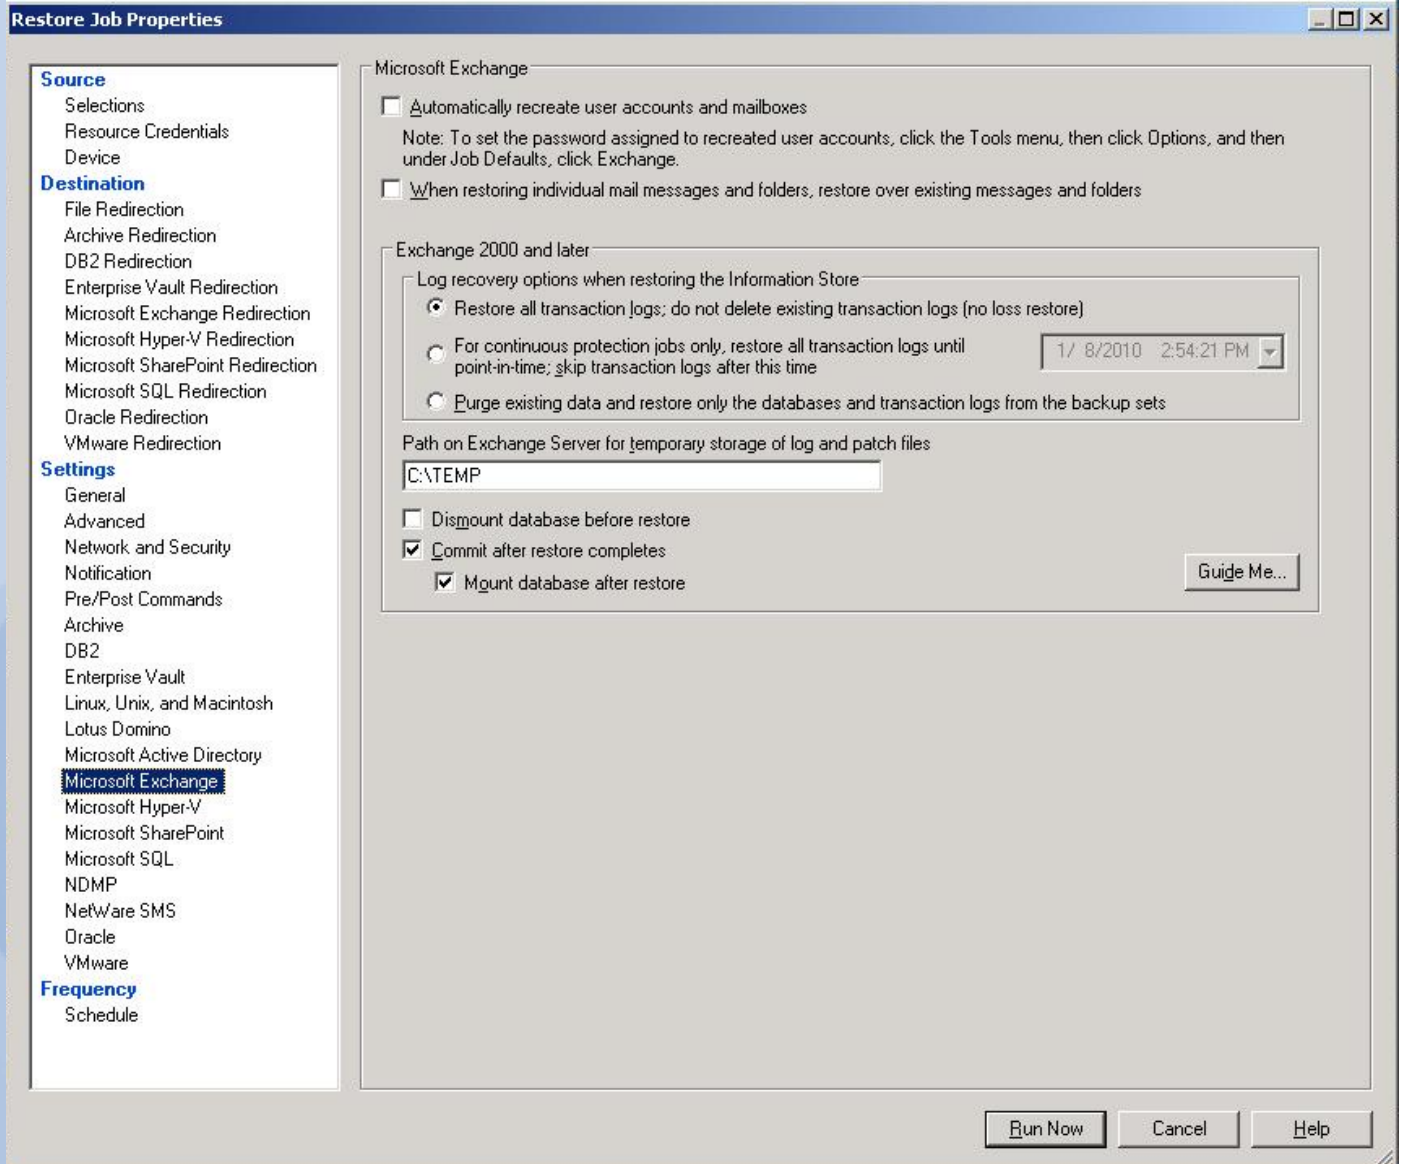 Restore Job Properties
Source
Selections
Resource Credentials
Device
Destination
File Redirection
Archive Redirection
DB2 Redirection
Enterprise Vault Redirection
Microsoft Exchange Redirection
Microsoft Hyper-V Redirection
Microsoft SharePoint Redirection
Microsoft SQL Redirection
Oracle Redirection
VMware Redirection
Settings
General
Advanced
Network and Security
Notification
Pre/Post Commands
Archive
DB2
Enterprise Vault
Linux, Unix, and Macintosh
Lotus Domino
Microsoft Active Directory
Microsoft Exchange
Microsoft Hyper-V
Microsoft SharePoint
Microsoft SQL
NDMP
NetWare SMS
Oracle
VMware
Frequency
Schedule
Microsoft Exchange
Automatically recreate user accounts and mailboxes
Note: To set the password assigned to recreated user accounts, click the Tools menu, then click Options, and then
under Job Defaults, click Exchange.
When restoring individual mail messages and folders, restore over existing messages and folders
Exchange 2000 and later
Log recovery options when restoring the Information Store
Restore all transaction logs; do not delete existing transaction logs (no loss restore)
For continuous protection jobs only, restore all transaction logs until
point-in-time; skip transaction logs after this time
1/ 8/2010 2:54:21 PM
Purge existing data and restore only the databases and transaction logs from the backup sets
Path on Exchange Server for temporary storage of log and patch files
C:\TEMP
Dismount database before restore
Commit after restore completes
Mount database after restore
Guide Me...
Run Now
Cancel
Help